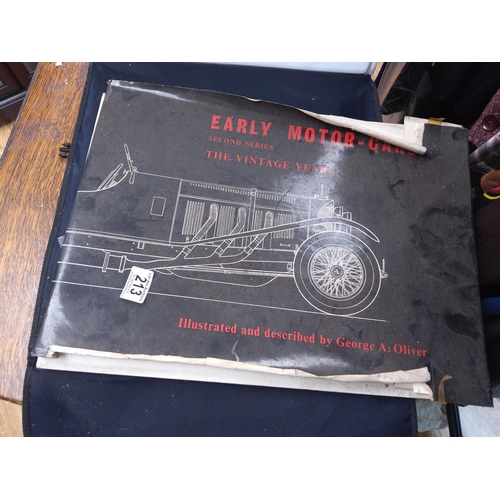 EARLY MOTOR-CARS
SECOND SERIES
THE VINTAGE YEARS
213
Illustrated and described by George A. Oliver